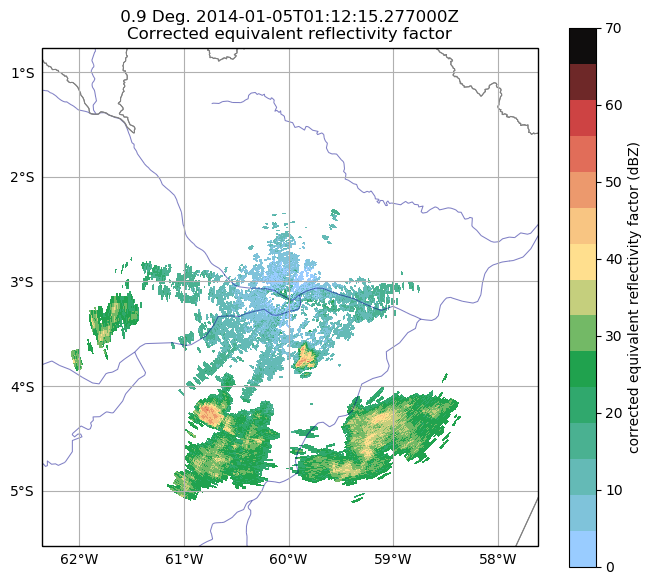 0.9 Deg. 2014-01-05T01:12:15.277000Z
Corrected equivalent reflectivity factor
1°S
2°S
3°S
4°S
5°S
62°W
61°W
60°W
59°W
58°W
70
60
50
40
30
20
10
0
corrected equivalent reflectivity factor (dBZ)